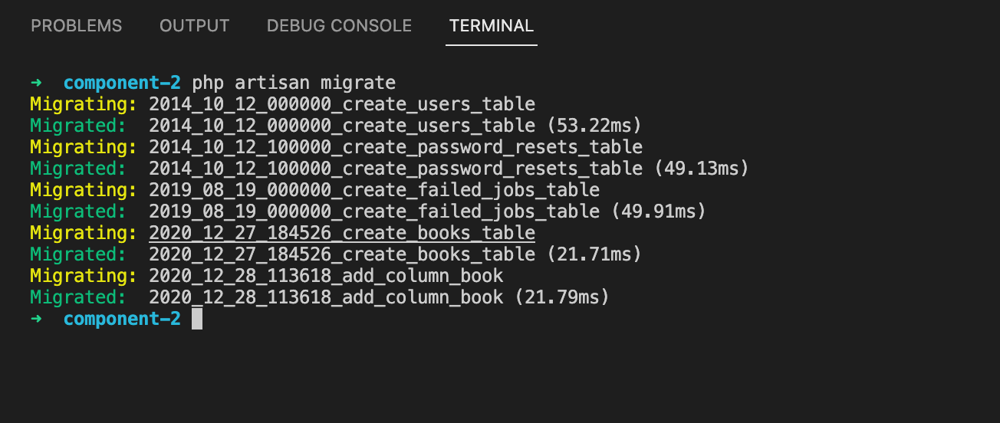 PROBLEMS OUTPUT DEBUG CONSOLE TERMINAL
➜ component-2 php artisan migrate
Migrating: 2014_10_12_000000_create_users_table
Migrated: 2014_10_12_000000_create_users_table (53.22ms)
Migrating: 2014_10_12_100000_create_password_resets_table
Migrated: 2014_10_12_100000_create_password_resets_table (49.13ms)
Migrating: 2019_08_19_000000_create_failed_jobs_table
Migrated: 2019_08_19_000000_create_failed_jobs_table (49.91ms)
Migrating: 2020_12_27_184526_create_books_table
Migrated: 2020_12_27_184526_create_books_table (21.71ms)
Migrating: 2020_12_28_113618_add_column_book
Migrated: 2020_12_28_113618_add_column_book (21.79ms)
➜ component-2